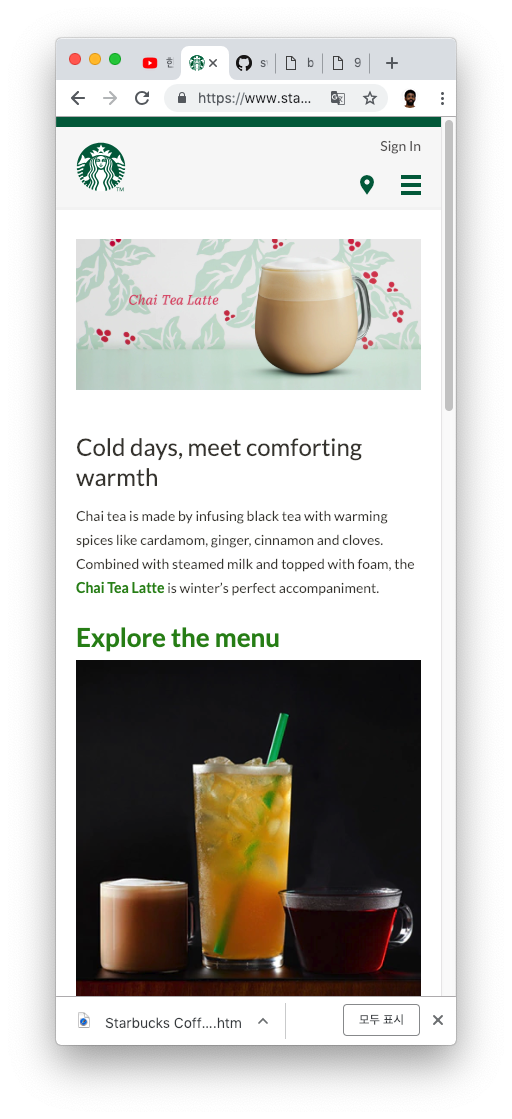 b
9
https://www.sta...
Sign In
TM
Chai Tea Latte
Cold days, meet comforting
warmth
Chai tea is made by infusing black tea with warming
spices like cardamom, ginger, cinnamon and cloves.
Combined with steamed milk and topped with foam, the
Chai Tea Latte is winter’s perfect accompaniment.
Explore the menu
Starbucks Coff....htm
모두 표시